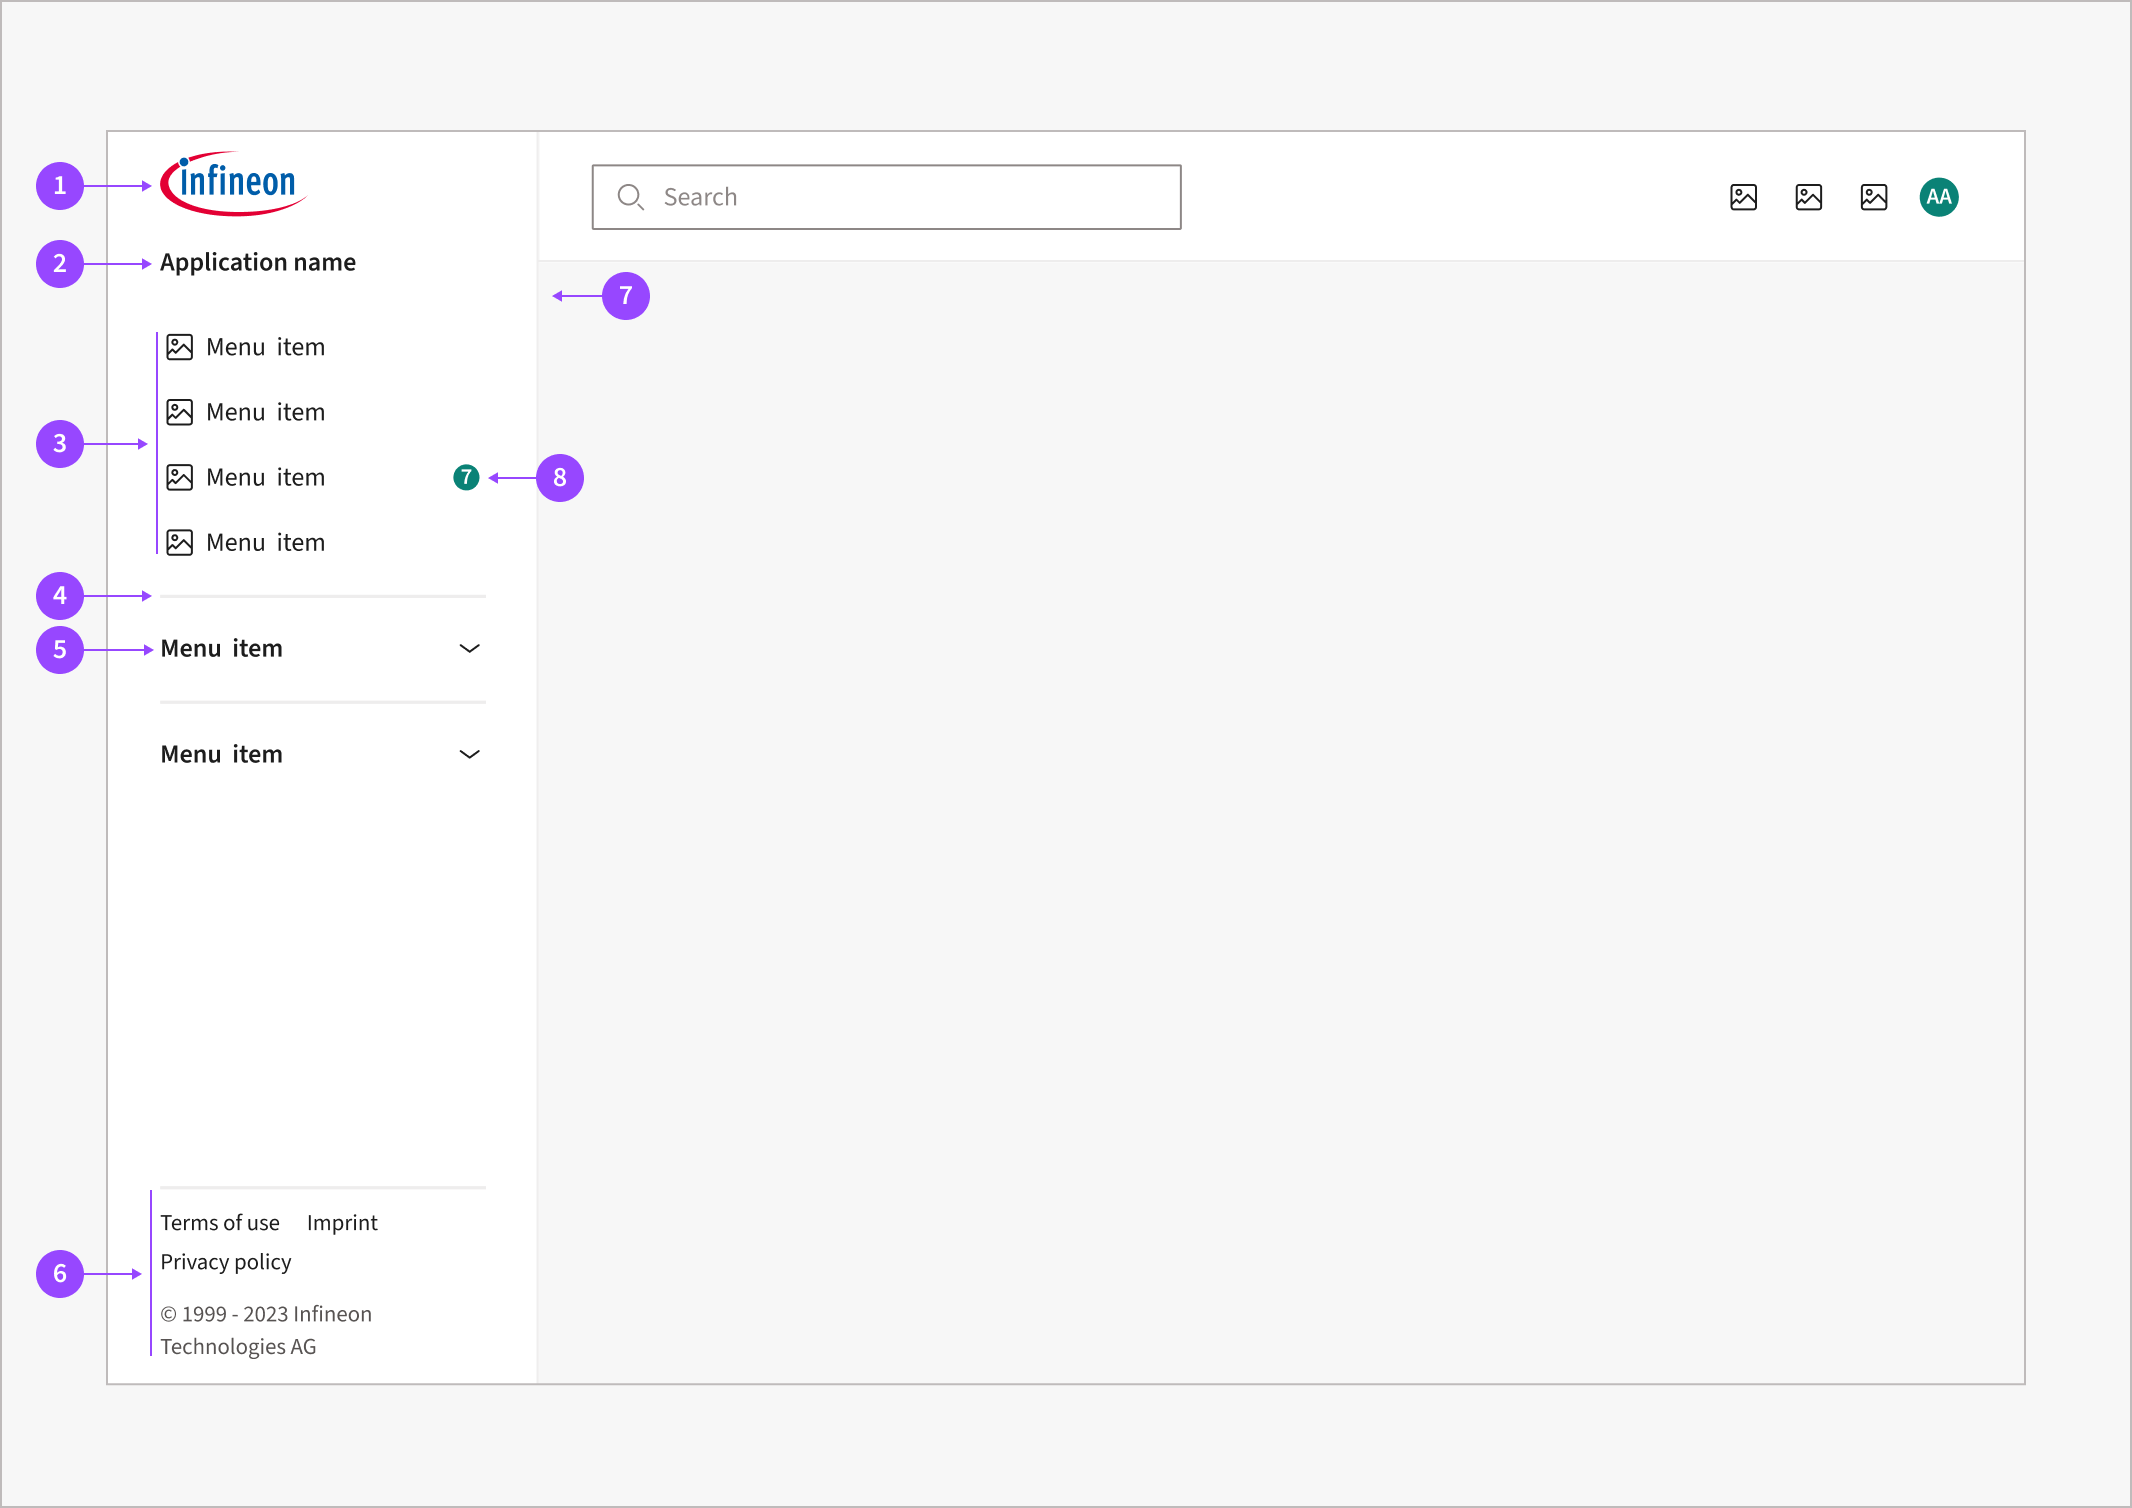 1
infineon
Search
AA
2
Application name
7
Menu item
Menu item
3
Menu item
7
8
Menu item
4
5
Menu item
Menu item
Terms of use Imprint
6
Privacy policy
© 1999 - 2023 Infineon
Technologies AG